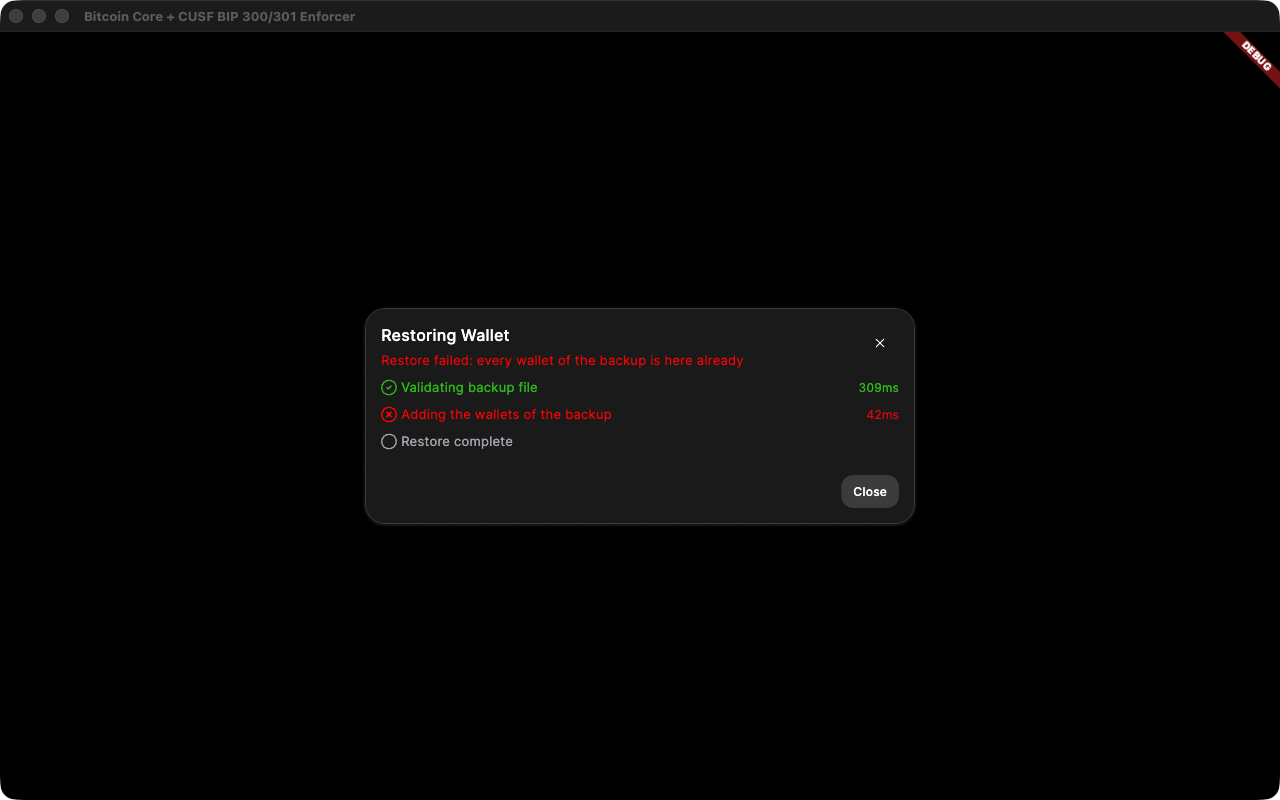 Bitcoin Core + CUSF BIP 300/301 Enforcer
DEBUG
Restoring Wallet
Restore failed: every wallet of the backup is here already
Validating backup file 309ms
Adding the wallets of the backup 42ms
Restore complete
Close